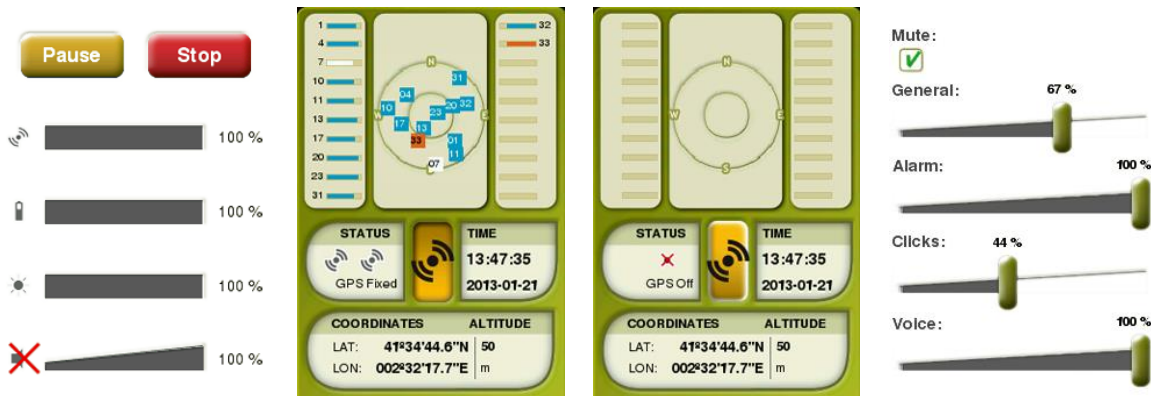 Pause
Stop
100 %
100 %
100 %
100 %
1
4
7
10
11
13
17
20
23
31
32
33
N
W
E
31
04
10
20
32
23
17
13
33
01
11
07
STATUS
TIME
GPS Fixed
13:47:35
2013-01-21
COORDINATES
ALTITUDE
LAT: 41º34'44.6"N 50
LON: 002º32'17.7"E m
N
W
E
S
STATUS
TIME
GPS Off
13:47:35
2013-01-21
COORDINATES
ALTITUDE
LAT: 41º34'44.6"N 50
LON: 002º32'17.7"E m
Mute:
General:
67 %
Alarm:
100 %
Clicks:
44 %
Voice:
100 %